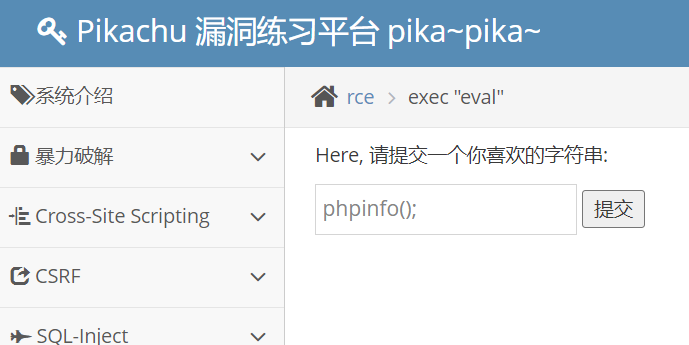 Pikachu 漏洞练习平台 pika~pika~
系统介绍
暴力破解
Cross-Site Scripting
CSRF
SQL-Inject
rce > exec "eval"
Here, 请提交一个你喜欢的字符串:
phpinfo(); 提交